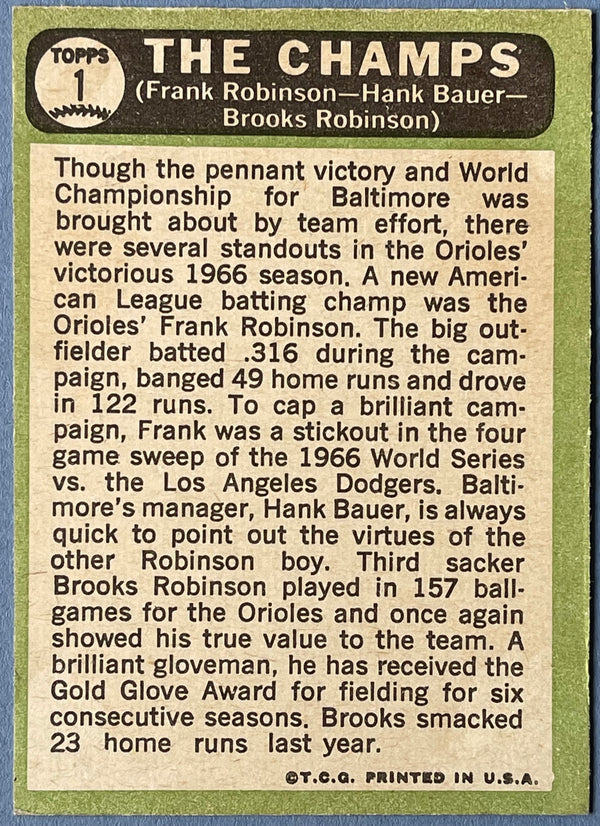 TOPPS
1
THE CHAMPS
(Frank Robinson—Hank Bauer—
Brooks Robinson)
Though the pennant victory and World
Championship for Baltimore was
brought about by team effort, there
were several standouts in the Orioles'
victorious 1966 season. A new Ameri-
can League batting champ was the
Orioles' Frank Robinson. The big out-
fielder batted .316 during the cam-
paign, banged 49 home runs and drove
in 122 runs. To cap a brilliant cam-
paign, Frank was a stickout in the four
game sweep of the 1966 World Series
vs. the Los Angeles Dodgers. Balti-
more's manager, Hank Bauer, is always
quick to point out the virtues of the
other Robinson boy. Third sacker
Brooks Robinson played in 157 ball-
games for the Orioles and once again
showed his true value to the team. A
brilliant gloveman, he has received the
Gold Glove Award for fielding for six
consecutive seasons. Brooks smacked
23 home runs last year.
©T.C.G. PRINTED IN U.S.A.